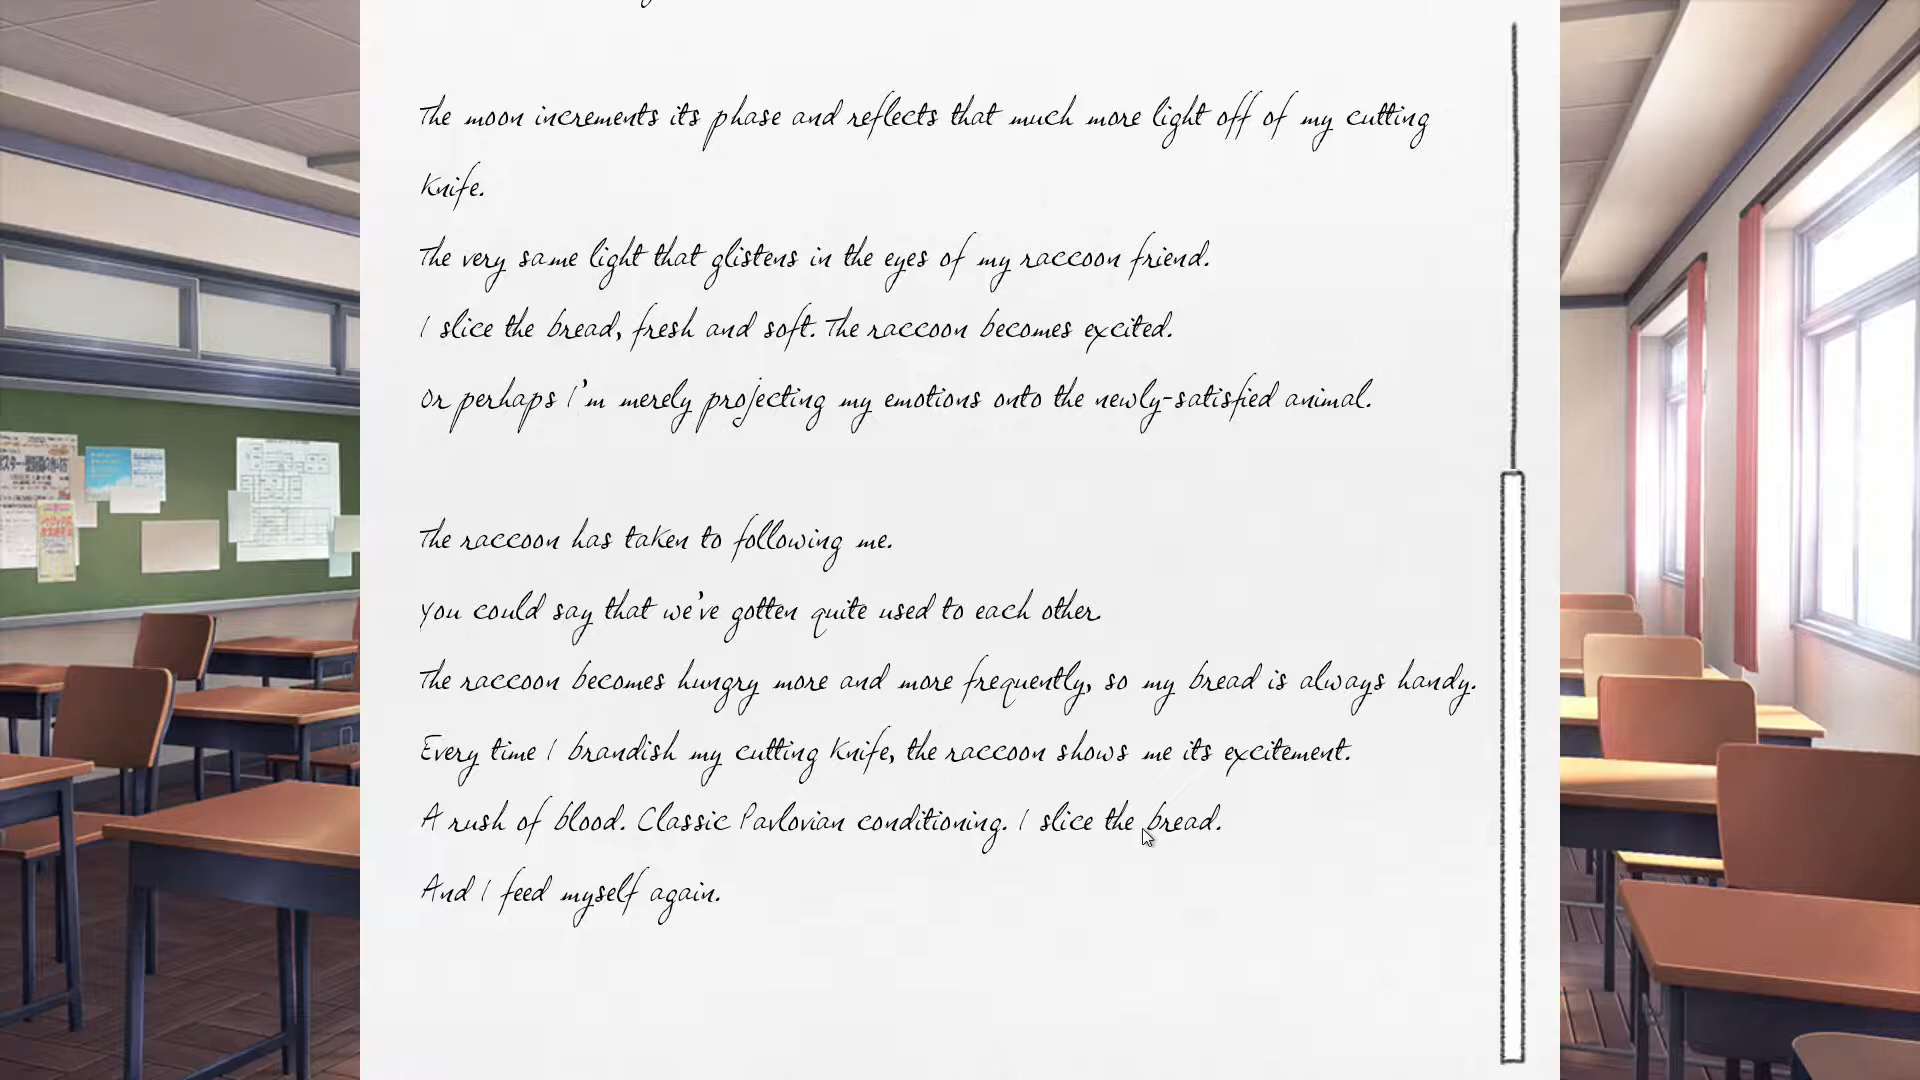 The moon increments its phase and reflects that much more light off of my cutting
knife.
The very same light that glistens in the eyes of my raccoon friend.
I slice the bread, fresh and soft. The raccoon becomes excited.
Or perhaps I'm merely projecting my emotions onto the newly-satisfied animal.
The raccoon has taken to following me.
You could say that we've gotten quite used to each other.
The raccoon becomes hungry more and more frequently, so my bread is always handy.
Every time I brandish my cutting knife, the raccoon shows me its excitement.
A rush of blood. Classic Pavlovian conditioning. I slice the bread.
And I feed myself again.